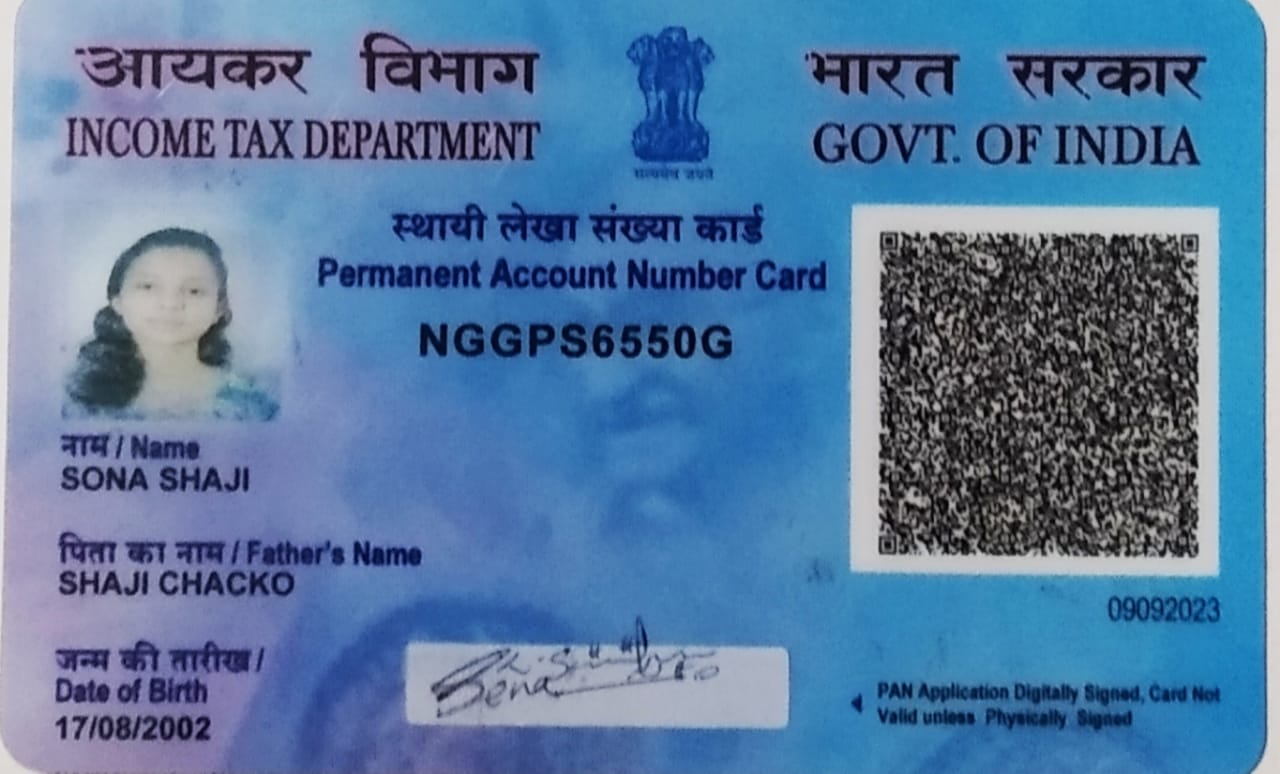 आयकर विभाग
INCOME TAX DEPARTMENT
सत्यमेव जयते
भारत सरकार
GOVT. OF INDIA
स्थायी लेखा संख्या कार्ड
Permanent Account Number Card
NGGPS6550G
नाम / Name
SONA SHAJI
पिता का नाम / Father's Name
SHAJI CHACKO
जन्म की तारीख /
Date of Birth
17/08/2002
Sona
09092023
PAN Application Digitally Signed, Card Not
Valid unless Physically Signed